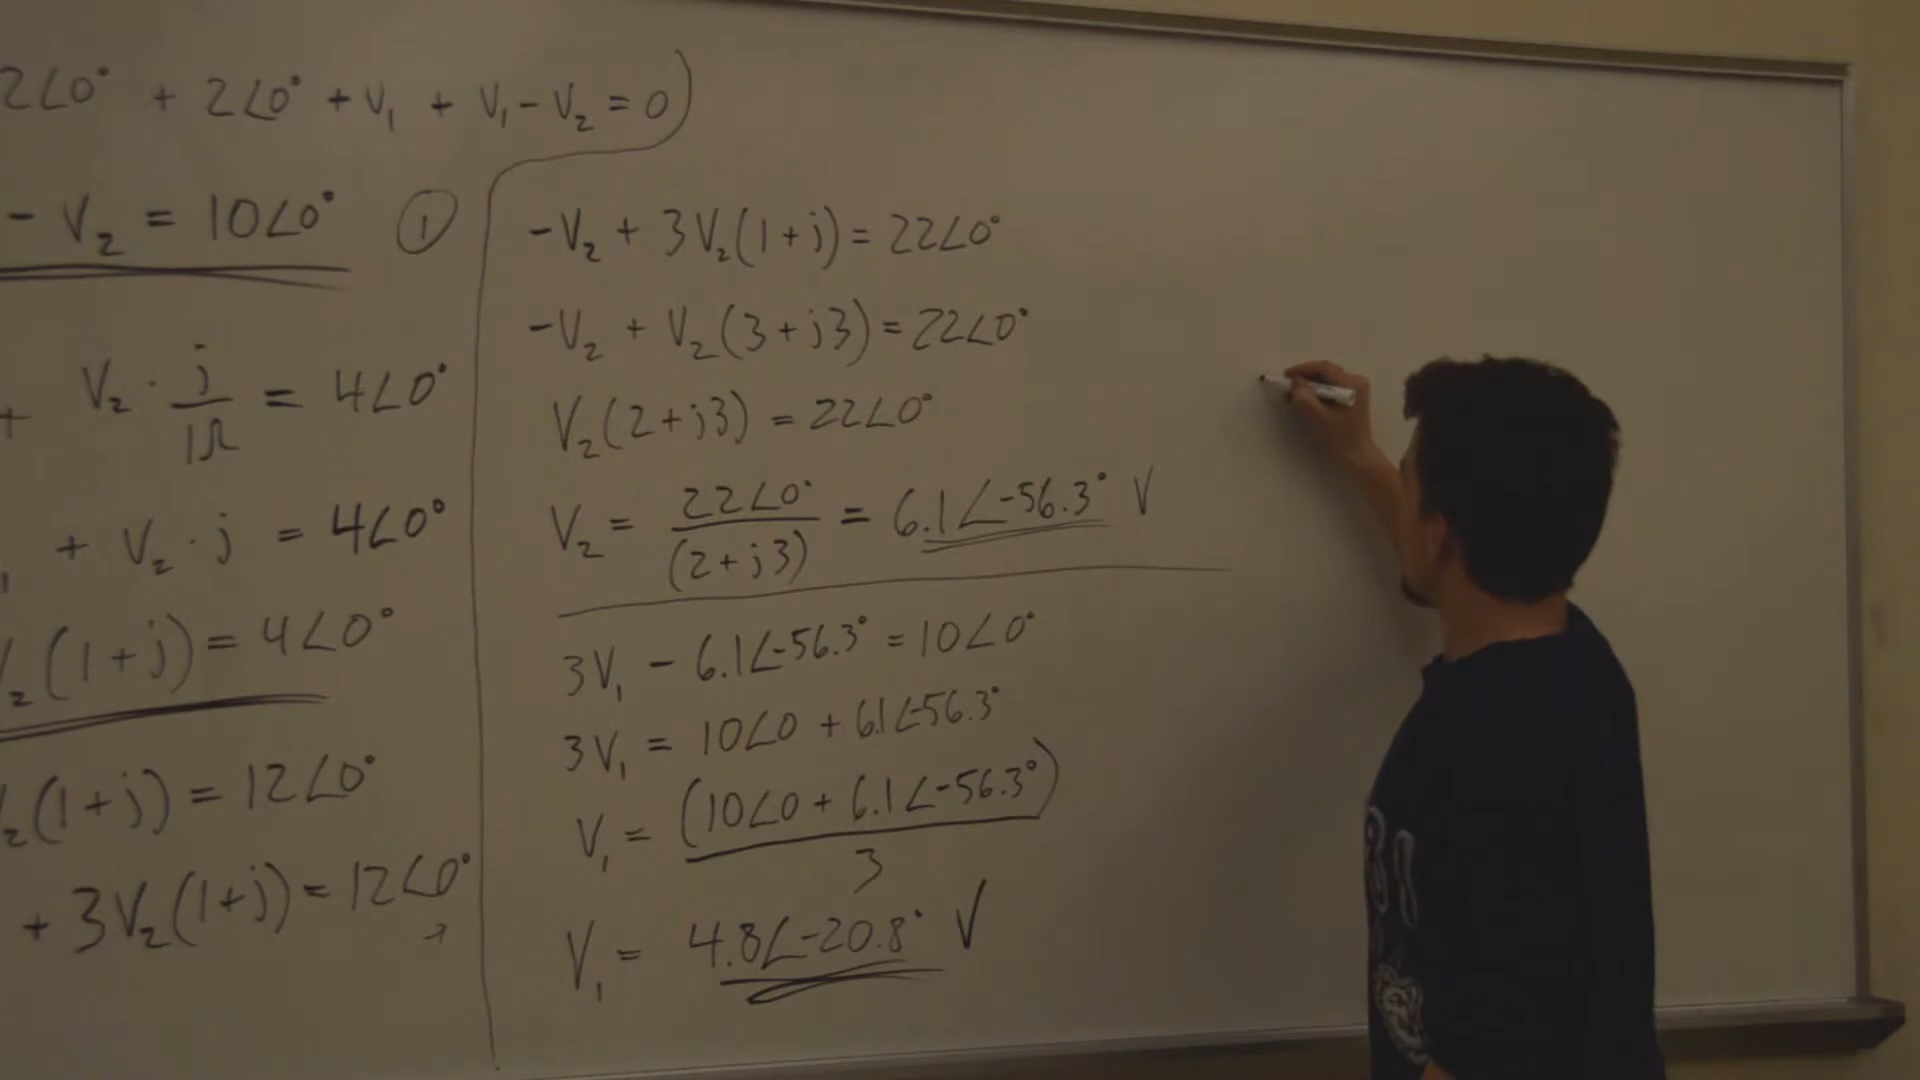 2∠0° + 2∠0° + V₁ + V₁ - V₂ = 0
- V₂ = 10∠0° ①
+ V₂ · j/1Ω = 4∠0°
₁ + V₂ · j = 4∠0°
V₂(1+j) = 4∠0°
V₂(1+j) = 12∠0°
+ 3V₂(1+j) = 12∠0°
-V₂ + 3V₂(1+j) = 22∠0°
-V₂ + V₂(3+j3) = 22∠0°
V₂(2+j3) = 22∠0°
V₂ = 22∠0°/(2+j3) = 6.1∠-56.3° V
3V₁ - 6.1∠-56.3° = 10∠0°
3V₁ = 10∠0 + 6.1∠-56.3°
V₁ = (10∠0 + 6.1∠-56.3°)/3
V₁ = 4.8∠-20.8° V